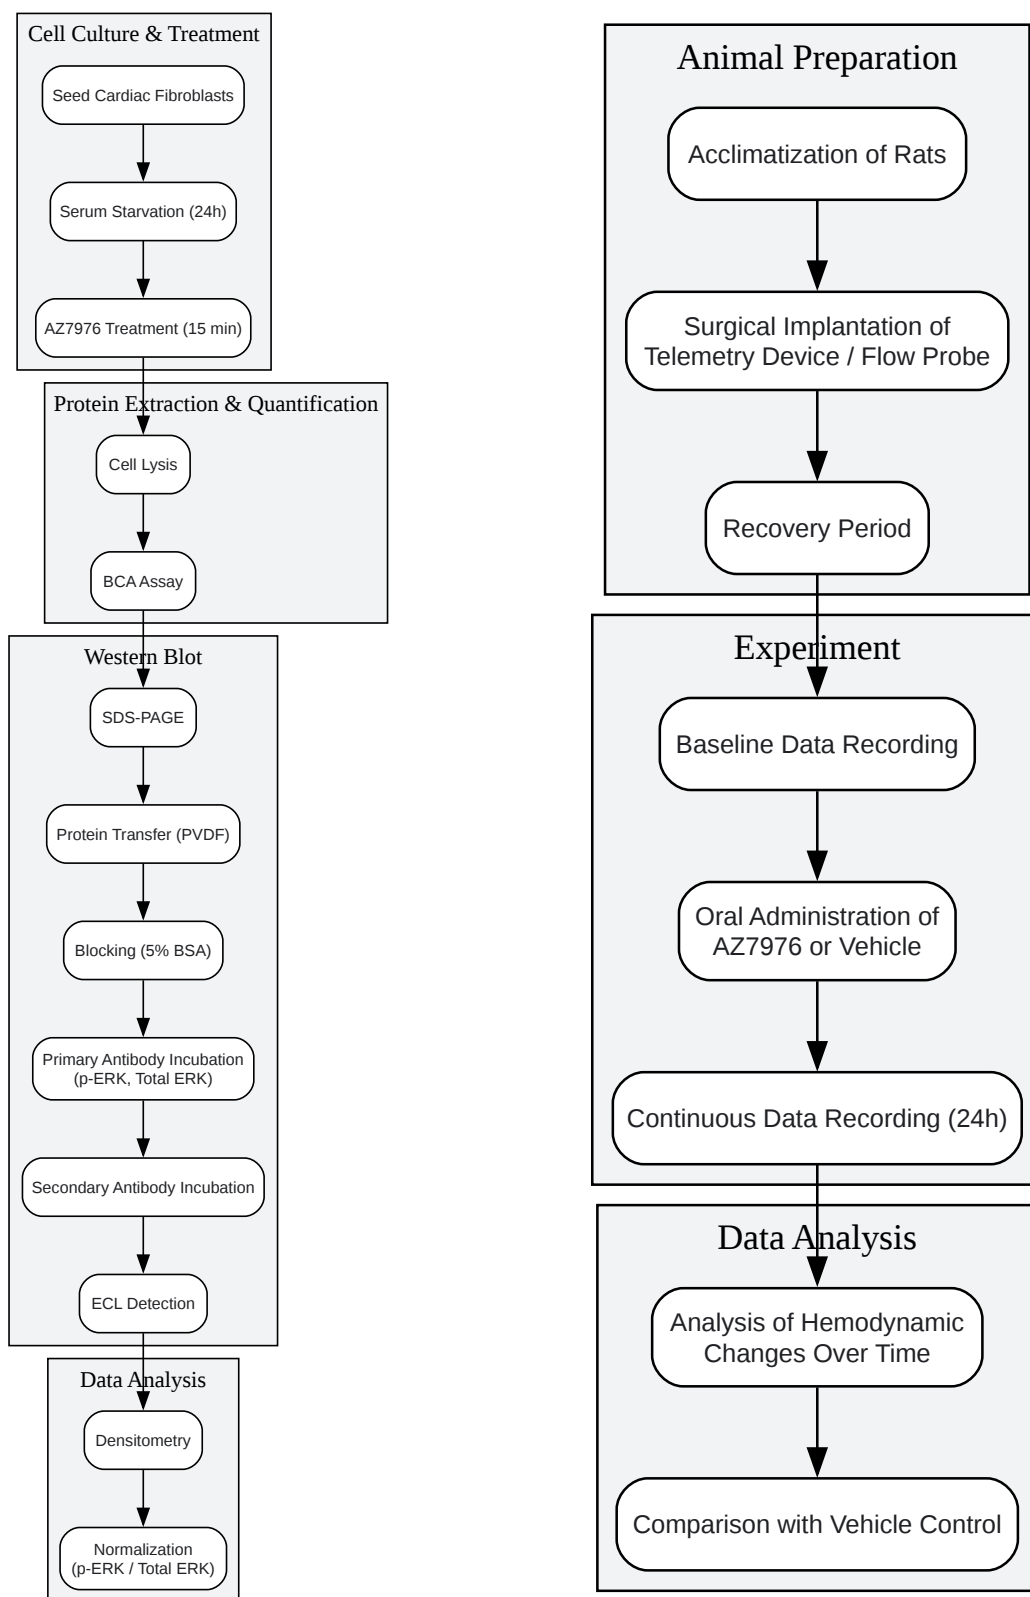 Cell Culture & Treatment
Seed Cardiac Fibroblasts
Serum Starvation (24h)
AZ7976 Treatment (15 min)
Protein Extraction & Quantification
Cell Lysis
BCA Assay
Western Blot
SDS-PAGE
Protein Transfer (PVDF)
Blocking (5% BSA)
Primary Antibody Incubation
(p-ERK, Total ERK)
Secondary Antibody Incubation
ECL Detection
Data Analysis
Densitometry
Normalization
(p-ERK / Total ERK)
Animal Preparation
Acclimatization of Rats
Surgical Implantation of
Telemetry Device / Flow Probe
Recovery Period
Experiment
Baseline Data Recording
Oral Administration of
AZ7976 or Vehicle
Continuous Data Recording (24h)
Data Analysis
Analysis of Hemodynamic
Changes Over Time
Comparison with Vehicle Control